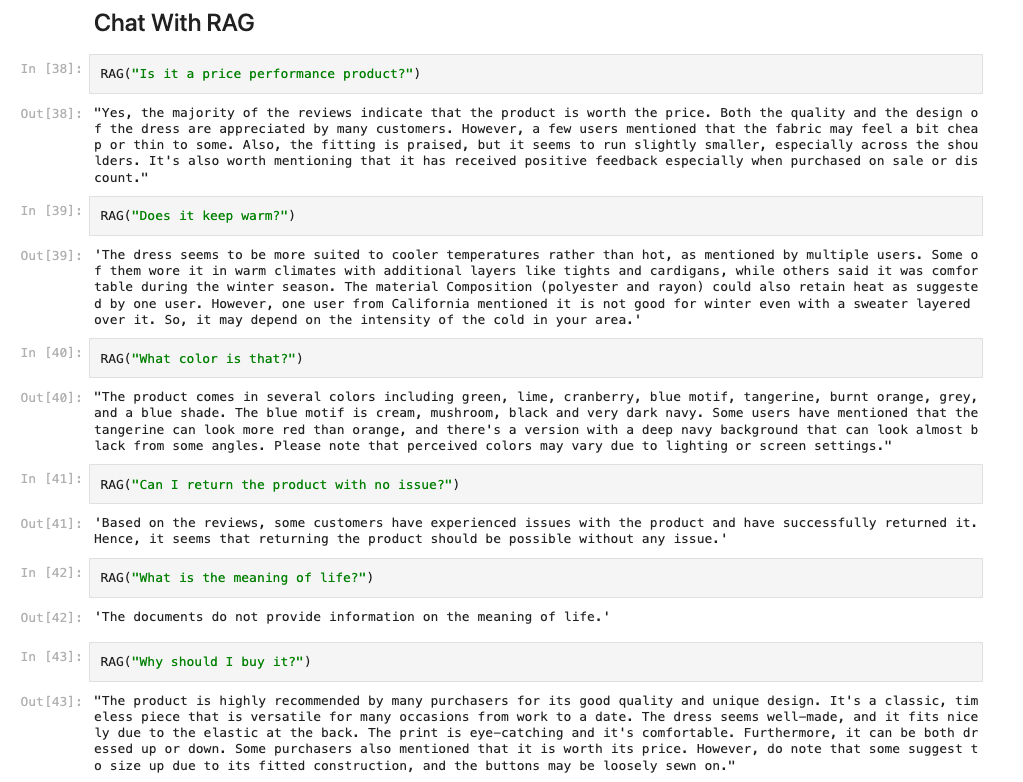 Chat With RAG
In [38]:
RAG("Is it a price performance product?")
Out[38]:
"Yes, the majority of the reviews indicate that the product is worth the price. Both the quality and the design o
f the dress are appreciated by many customers. However, a few users mentioned that the fabric may feel a bit chea
p or thin to some. Also, the fitting is praised, but it seems to run slightly smaller, especially across the shou
lders. It's also worth mentioning that it has received positive feedback especially when purchased on sale or dis
count."
In [39]:
RAG("Does it keep warm?")
Out[39]:
'The dress seems to be more suited to cooler temperatures rather than hot, as mentioned by multiple users. Some o
f them wore it in warm climates with additional layers like tights and cardigans, while others said it was comfor
table during the winter season. The material Composition (polyester and rayon) could also retain heat as suggeste
d by one user. However, one user from California mentioned it is not good for winter even with a sweater layered
over it. So, it may depend on the intensity of the cold in your area.'
In [40]:
RAG("What color is that?")
Out[40]:
"The product comes in several colors including green, lime, cranberry, blue motif, tangerine, burnt orange, grey,
and a blue shade. The blue motif is cream, mushroom, black and very dark navy. Some users have mentioned that the
tangerine can look more red than orange, and there's a version with a deep navy background that can look almost b
lack from some angles. Please note that perceived colors may vary due to lighting or screen settings."
In [41]:
RAG("Can I return the product with no issue?")
Out[41]:
'Based on the reviews, some customers have experienced issues with the product and have successfully returned it.
Hence, it seems that returning the product should be possible without any issue.'
In [42]:
RAG("What is the meaning of life?")
Out[42]:
'The documents do not provide information on the meaning of life.'
In [43]:
RAG("Why should I buy it?")
Out[43]:
"The product is highly recommended by many purchasers for its good quality and unique design. It's a classic, tim
eless piece that is versatile for many occasions from work to a date. The dress seems well-made, and it fits nice
ly due to the elastic at the back. The print is eye-catching and it's comfortable. Furthermore, it can be both dr
essed up or down. Some purchasers also mentioned that it is worth its price. However, do note that some suggest t
o size up due to its fitted construction, and the buttons may be loosely sewn on."